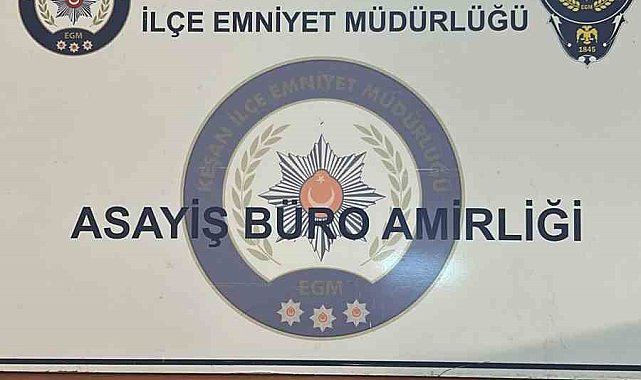 İLÇE EMNİYET MÜDÜRLÜĞÜ
EGM
1845
KEŞAN İLÇE EMNİYET MÜDÜRLÜĞÜ
ASAYİŞ BÜRO AMİRLİĞİ
EGM